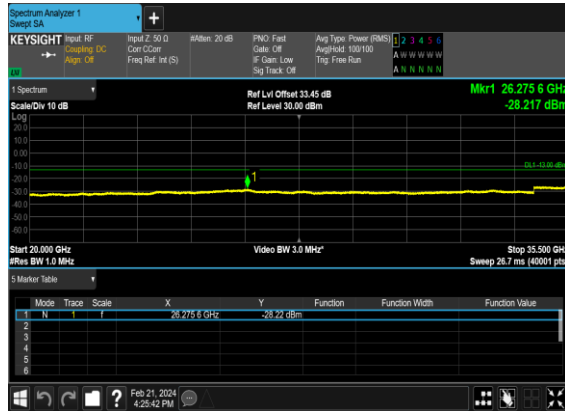 Spectrum Analyzer 1
Swept SA
+
KEYSIGHT Input: RF
Coupling: DC
Align: Off
Input Z: 50 Ω
Corr CCorr
Freq Ref: Int (S)
#Atten: 20 dB
PNO: Fast
Gate: Off
IF Gain: Low
Sig Track: Off
Avg Type: Power (RMS)
Avg|Hold: 100/100
Trig: Free Run
1 2 3 4 5 6
A W W W W W
A N N N N N
1 Spectrum
Scale/Div 10 dB
Ref Lvl Offset 33.45 dB
Ref Level 30.00 dBm
Mkr1 26.275 6 GHz
-28.217 dBm
Log
20.0
10.0
0.00
-10.0
-20.0
-30.0
-40.0
-50.0
-60.0
DL1 -13.00 dBm
1
Start 20.000 GHz
#Res BW 1.0 MHz
Video BW 3.0 MHz*
Stop 35.500 GHz
Sweep 26.7 ms (40001 pts)
5 Marker Table
Mode Trace Scale X Y Function Function Width Function Value
1 N 1 f 26.275 6 GHz -28.22 dBm
2
3
4
5
6
?
Feb 21, 2024
4:25:42 PM